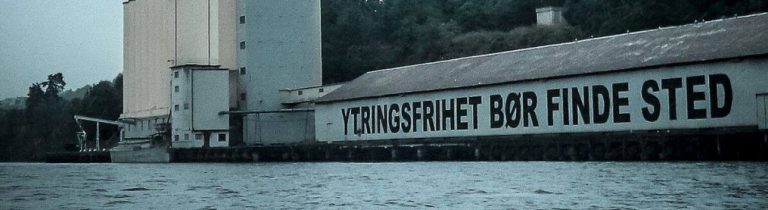 YTRINGSFRIHET BØR FINDE STED